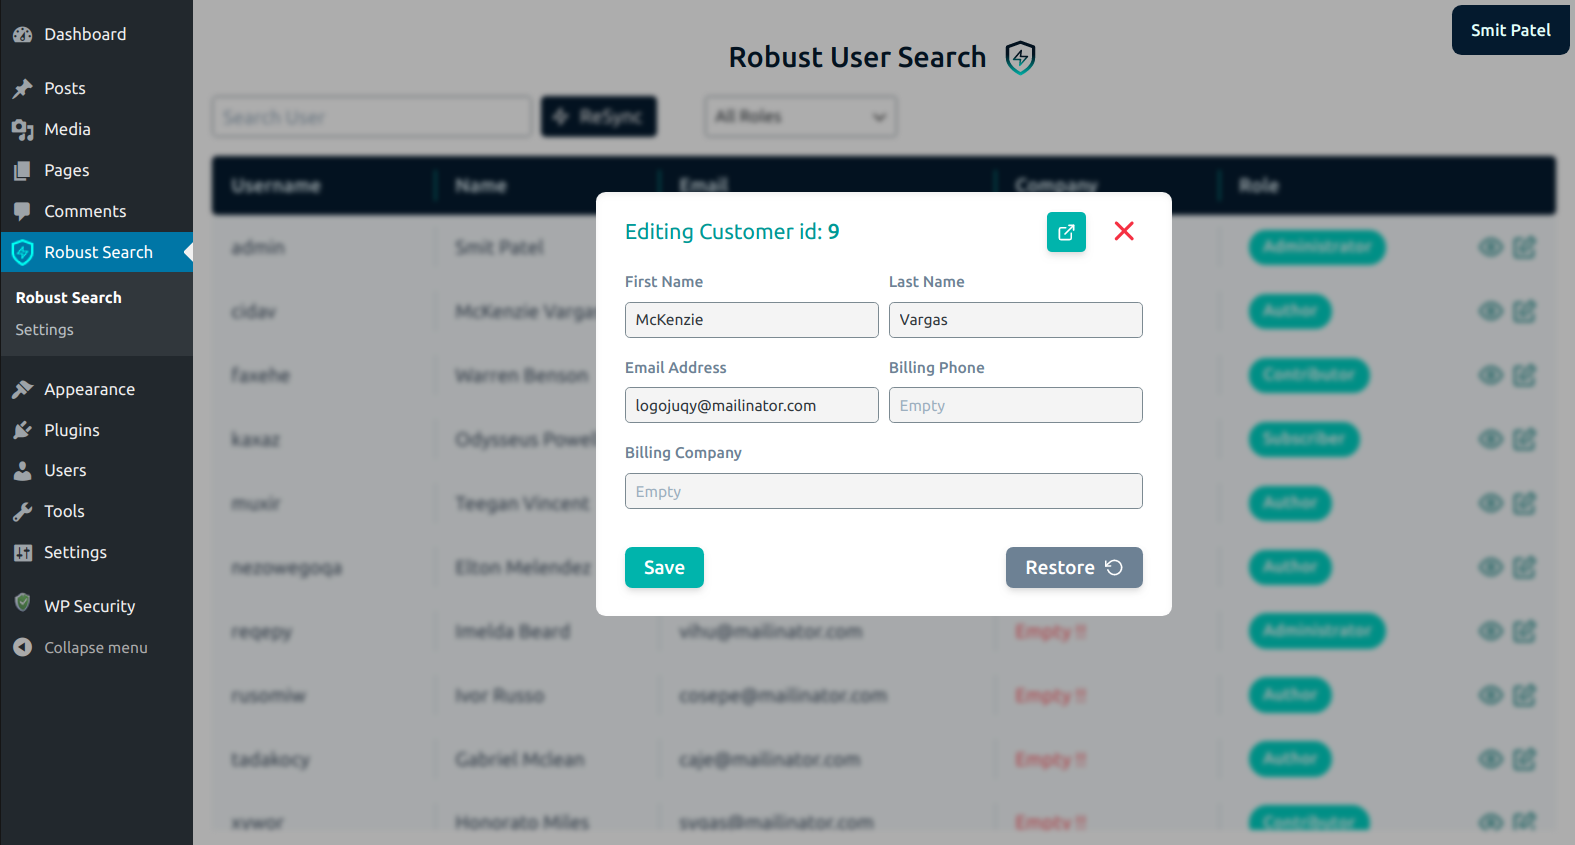 Dashboard
Posts
Media
Pages
Comments
Robust Search
Robust Search
Settings
Appearance
Plugins
Users
Tools
Settings
WP Security
Collapse menu
Smit Patel
Robust User Search
Search User
ReSync
All Roles
Username Name Email Company Role
admin Smit Patel Administrator
cidav McKenzie Vargas Author
faxehe Warren Benson Contributor
kaxaz Odysseus Powell Subscriber
muxir Teegan Vincent Author
nezowegoqa Elton Melendez Author
reqepy Imelda Beard vihu@mailinator.com Empty !! Administrator
rusomiw Ivor Russo cosepe@mailinator.com Empty !! Author
tadakocy Gabriel Mclean caje@mailinator.com Empty !! Author
xywor Honorato Miles svqas@mailinator.com Empty !! Contributor
Editing Customer id: 9
First Name Last Name
McKenzie Vargas
Email Address Billing Phone
logojuqy@mailinator.com Empty
Billing Company
Empty
Save Restore